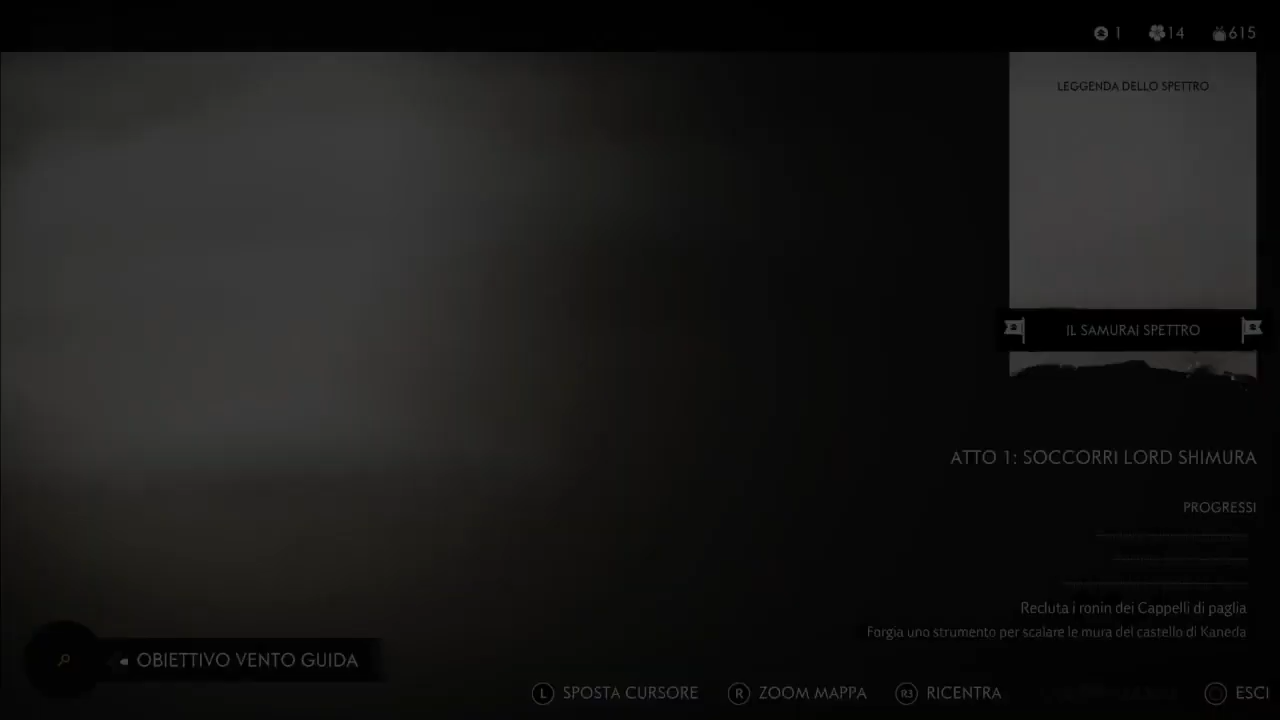 1 14 615
LEGGENDA DELLO SPETTRO
IL SAMURAI SPETTRO
ATTO 1: SOCCORRI LORD SHIMURA
PROGRESSI
Recluta i ronin dei Cappelli di paglia
Forgia uno strumento per scalare le mura del castello di Kaneda
OBIETTIVO VENTO GUIDA
L SPOSTA CURSORE R ZOOM MAPPA R3 RICENTRA ESCI